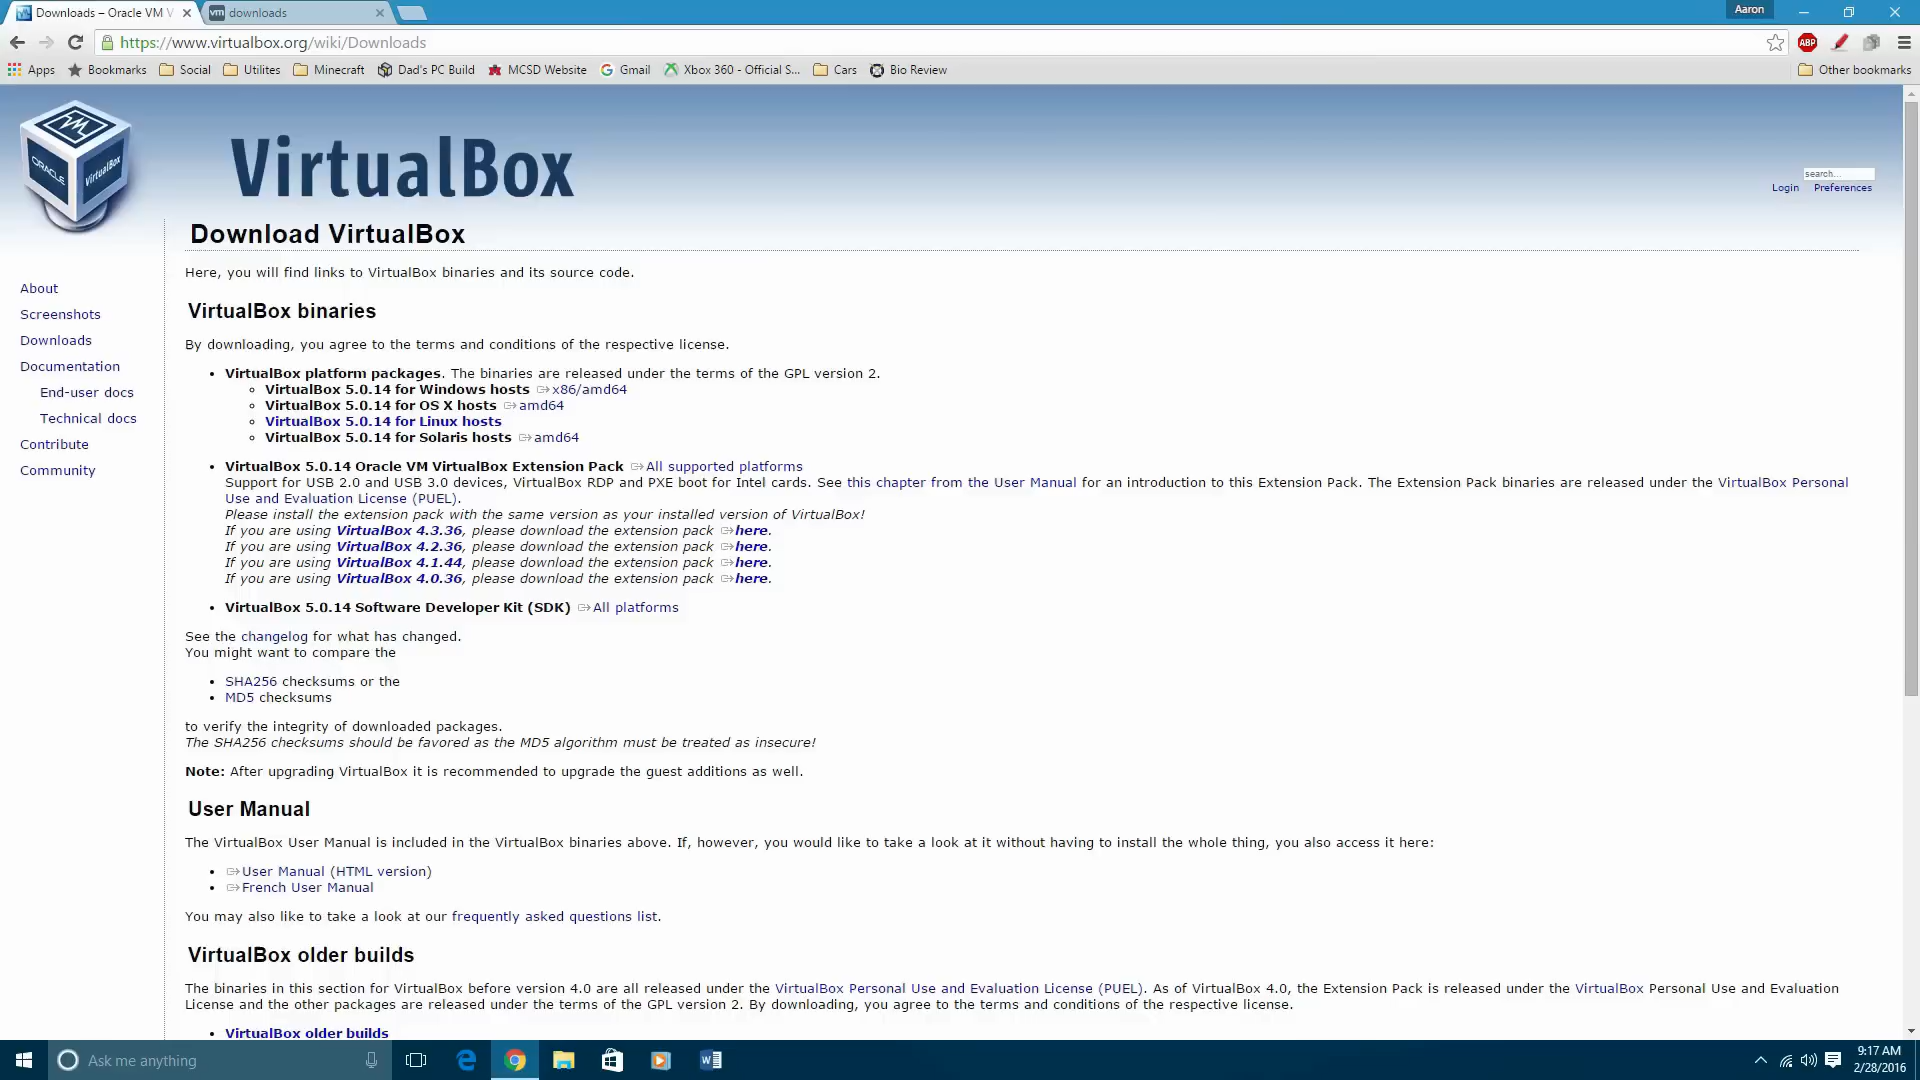 Downloads – Oracle VM V
downloads
Aaron
https://www.virtualbox.org/wiki/Downloads
ABP
Apps
Bookmarks
Social
Utilites
Minecraft
Dad's PC Build
MCSD Website
Gmail
Xbox 360 - Official S...
Cars
Bio Review
Other bookmarks
ORACLE
VirtualBox
VirtualBox
search...
Login
Preferences
Download VirtualBox
Here, you will find links to VirtualBox binaries and its source code.
About
Screenshots
Downloads
Documentation
End-user docs
Technical docs
Contribute
Community
VirtualBox binaries
By downloading, you agree to the terms and conditions of the respective license.
VirtualBox platform packages. The binaries are released under the terms of the GPL version 2.
VirtualBox 5.0.14 for Windows hosts x86/amd64
VirtualBox 5.0.14 for OS X hosts amd64
VirtualBox 5.0.14 for Linux hosts
VirtualBox 5.0.14 for Solaris hosts amd64
VirtualBox 5.0.14 Oracle VM VirtualBox Extension Pack All supported platforms
Support for USB 2.0 and USB 3.0 devices, VirtualBox RDP and PXE boot for Intel cards. See this chapter from the User Manual for an introduction to this Extension Pack. The Extension Pack binaries are released under the VirtualBox Personal
Use and Evaluation License (PUEL).
Please install the extension pack with the same version as your installed version of VirtualBox!
If you are using VirtualBox 4.3.36, please download the extension pack here.
If you are using VirtualBox 4.2.36, please download the extension pack here.
If you are using VirtualBox 4.1.44, please download the extension pack here.
If you are using VirtualBox 4.0.36, please download the extension pack here.
VirtualBox 5.0.14 Software Developer Kit (SDK) All platforms
See the changelog for what has changed.
You might want to compare the
SHA256 checksums or the
MD5 checksums
to verify the integrity of downloaded packages.
The SHA256 checksums should be favored as the MD5 algorithm must be treated as insecure!
Note: After upgrading VirtualBox it is recommended to upgrade the guest additions as well.
User Manual
The VirtualBox User Manual is included in the VirtualBox binaries above. If, however, you would like to take a look at it without having to install the whole thing, you also access it here:
User Manual (HTML version)
French User Manual
You may also like to take a look at our frequently asked questions list.
VirtualBox older builds
The binaries in this section for VirtualBox before version 4.0 are all released under the VirtualBox Personal Use and Evaluation License (PUEL). As of VirtualBox 4.0, the Extension Pack is released under the VirtualBox Personal Use and Evaluation
License and the other packages are released under the terms of the GPL version 2. By downloading, you agree to the terms and conditions of the respective license.
VirtualBox older builds
Ask me anything
9:17 AM
2/28/2016